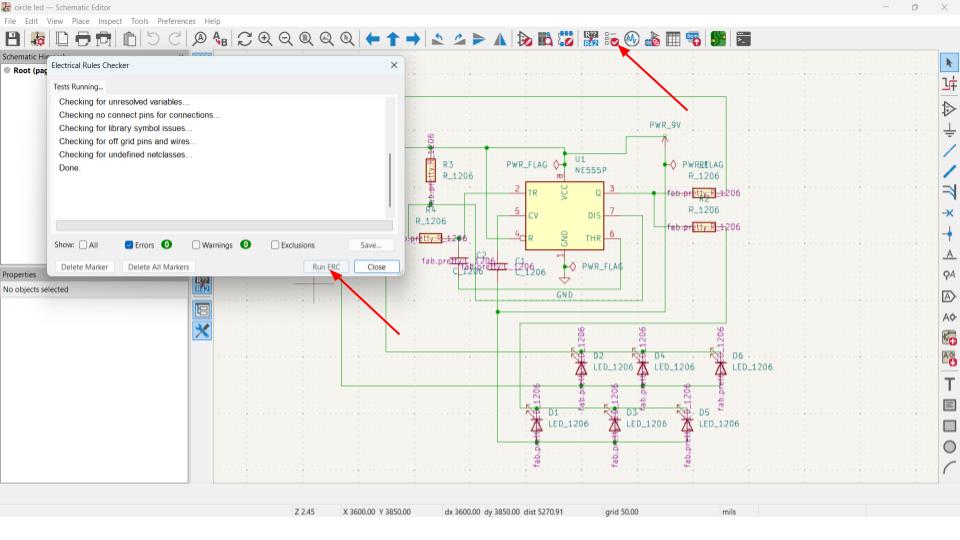 circle led — Schematic Editor
File Edit View Place Inspect Tools Preferences Help
Schematic Hi
Root (pag
Electrical Rules Checker
Tests Running...
Checking for unresolved variables...
Checking no connect pins for connections...
Checking for library symbol issues...
Checking for off grid pins and wires...
Checking for undefined netclasses...
Done.
Show: All Errors 0 Warnings 0 Exclusions Save...
Delete Marker Delete All Markers Run ERC Close
Properties
No objects selected
PWR_9V
R3
R_1206
PWR_FLAG
U1
NE555P
R_1206
fab.pretty:R_1206
R2
R_1206
fab.pretty:R_1206
R4
R_1206
2 TR
5 CV
4 R
VCC 8
GND 1
Q 3
DIS 7
THR 6
C2
C_1206
C1
C_1206
PWR_FLAG
GND
D2
LED_1206
D4
LED_1206
D6
LED_1206
D1
LED_1206
D3
LED_1206
D5
LED_1206
Z 2.45 X 3600.00 Y 3850.00 dx 3600.00 dy 3850.00 dist 5270.91 grid 50.00 mils